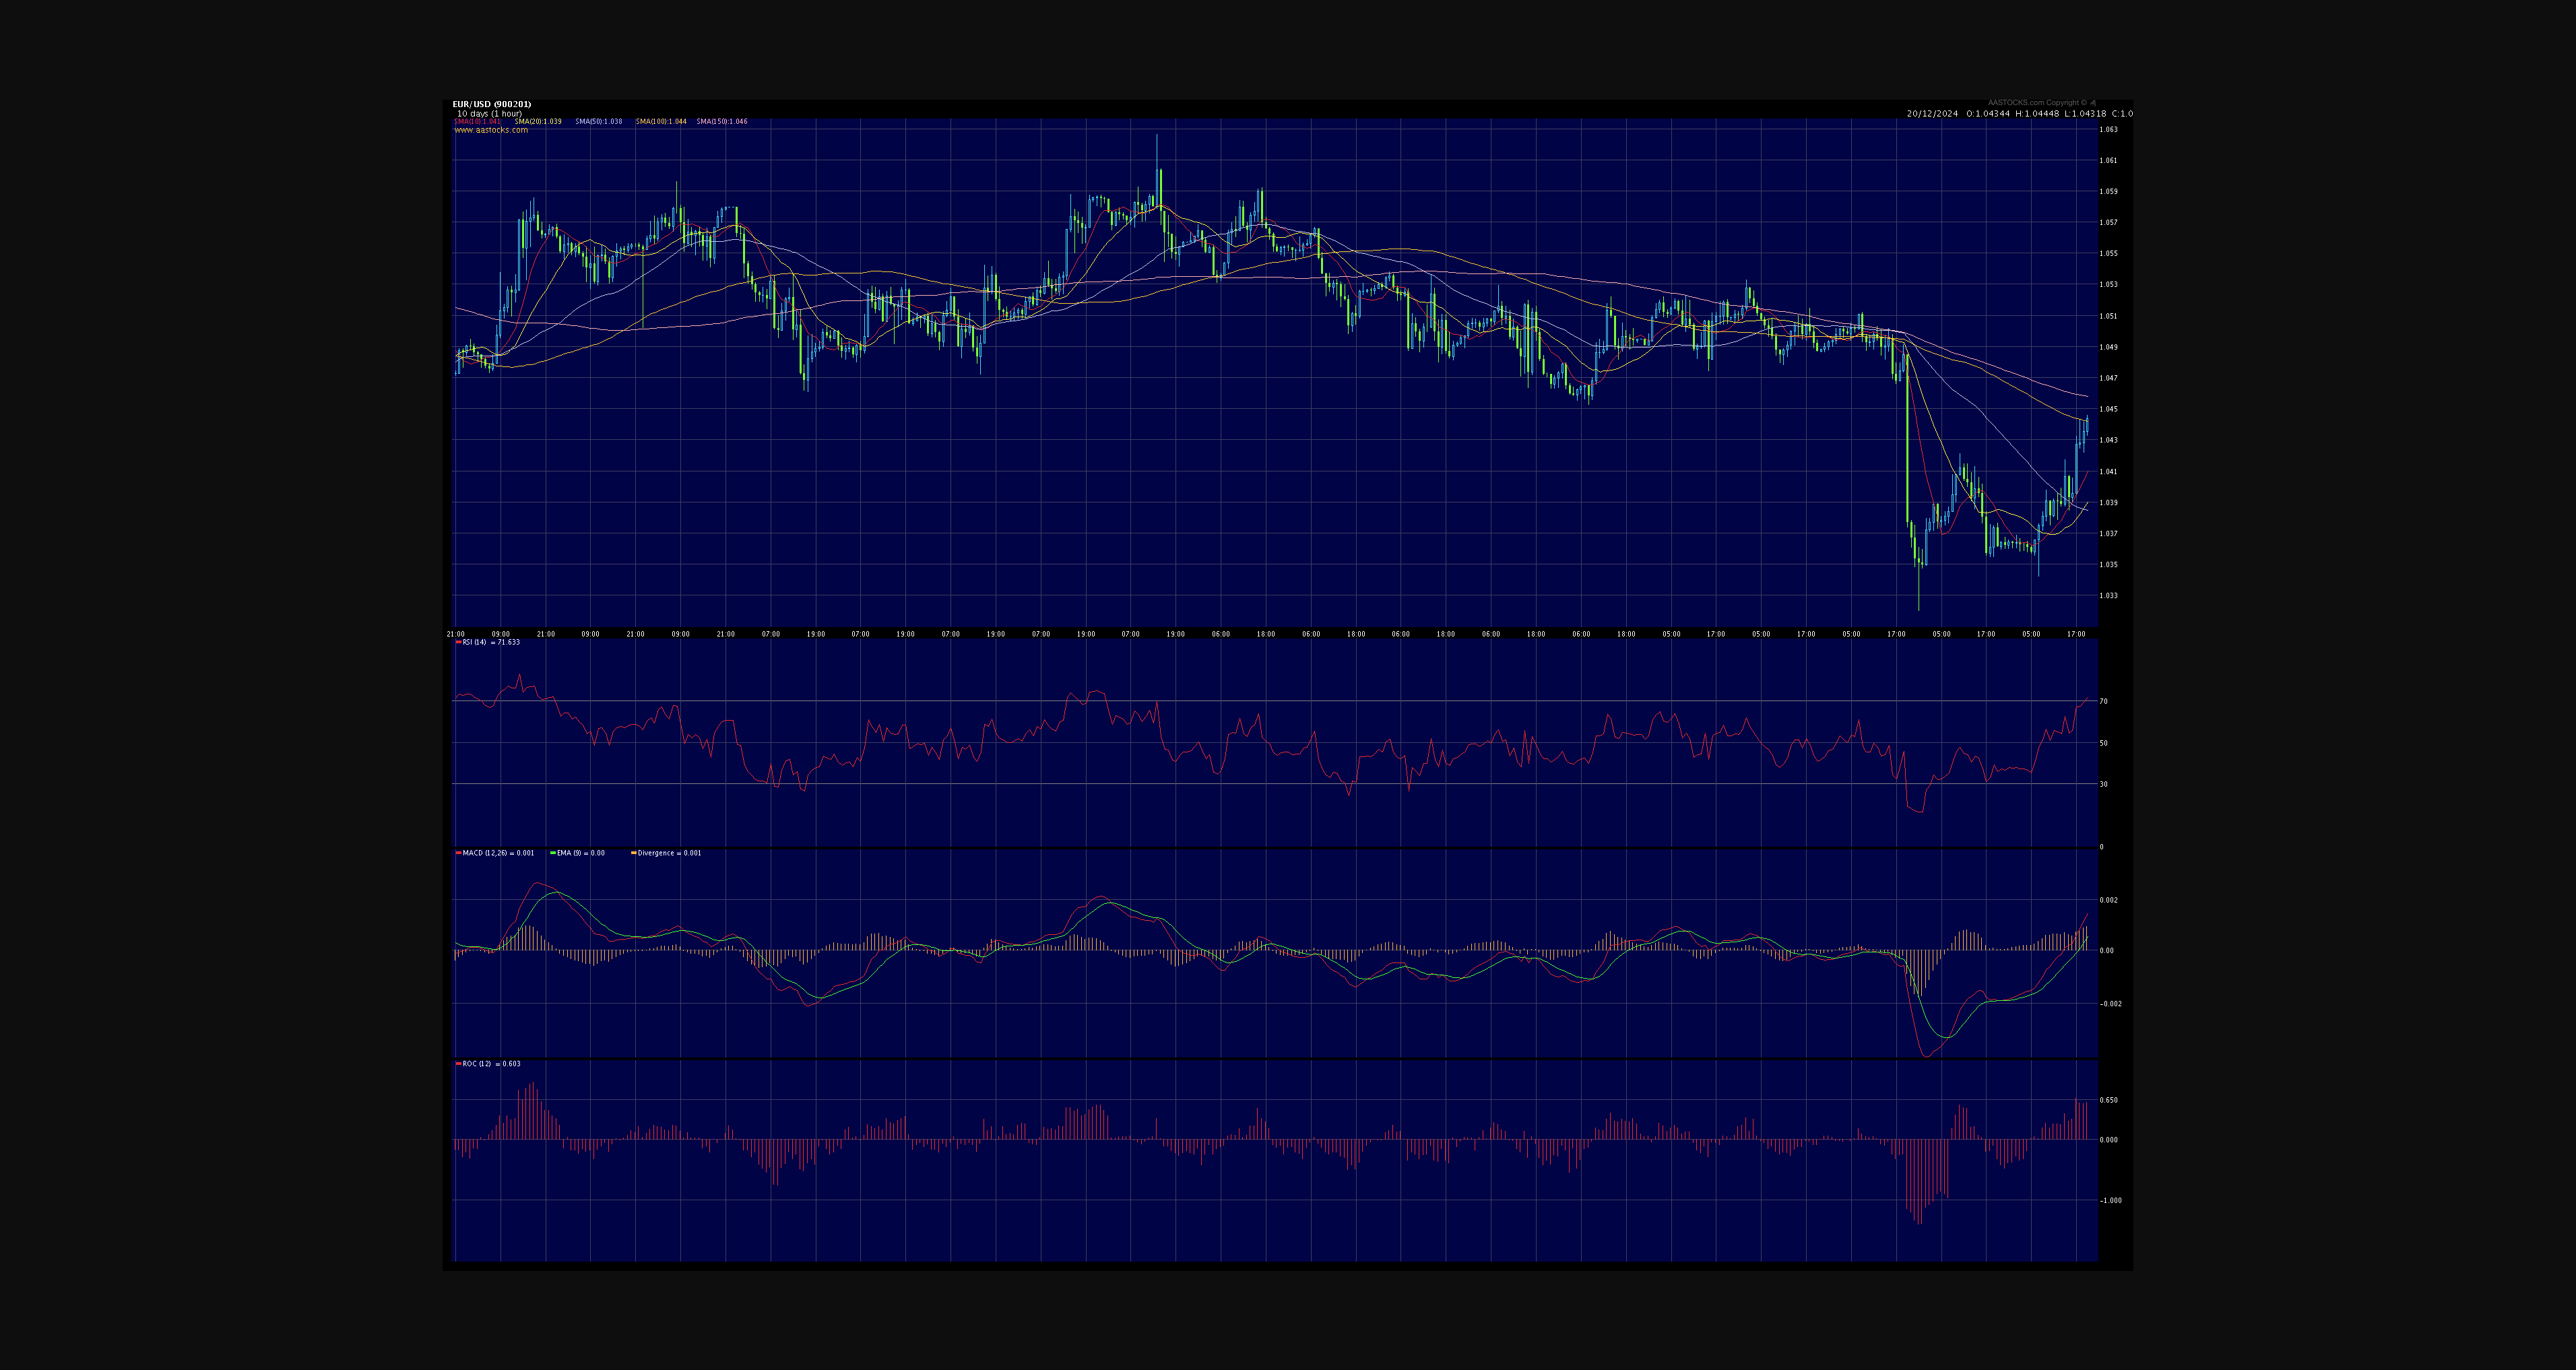 EUR/USD (900201)
AASTOCKS.com Copyright ©
10 days (1 hour)
20/12/2024 O:1.04344 H:1.04448 L:1.04318 C:1.0
SMA(10):1.041 SMA(20):1.039 SMA(50):1.038 SMA(100):1.044 SMA(150):1.046
www.aastocks.com
1.063
1.061
1.059
1.057
1.055
1.053
1.051
1.049
1.047
1.045
1.043
1.041
1.039
1.037
1.035
1.033
21:00 09:00 21:00 09:00 21:00 09:00 21:00 07:00 19:00 07:00 19:00 07:00 19:00 07:00 19:00 07:00 19:00 06:00 18:00 06:00 18:00 06:00 18:00 06:00 18:00 06:00 18:00 05:00 17:00 05:00 17:00 05:00 17:00 05:00 17:00 05:00 17:00
RSI (14) = 71.633
70
50
30
0
MACD (12,26) = 0.001 EMA (9) = 0.00 Divergence = 0.001
0.002
0.00
-0.002
ROC (12) = 0.603
0.650
0.000
-1.000